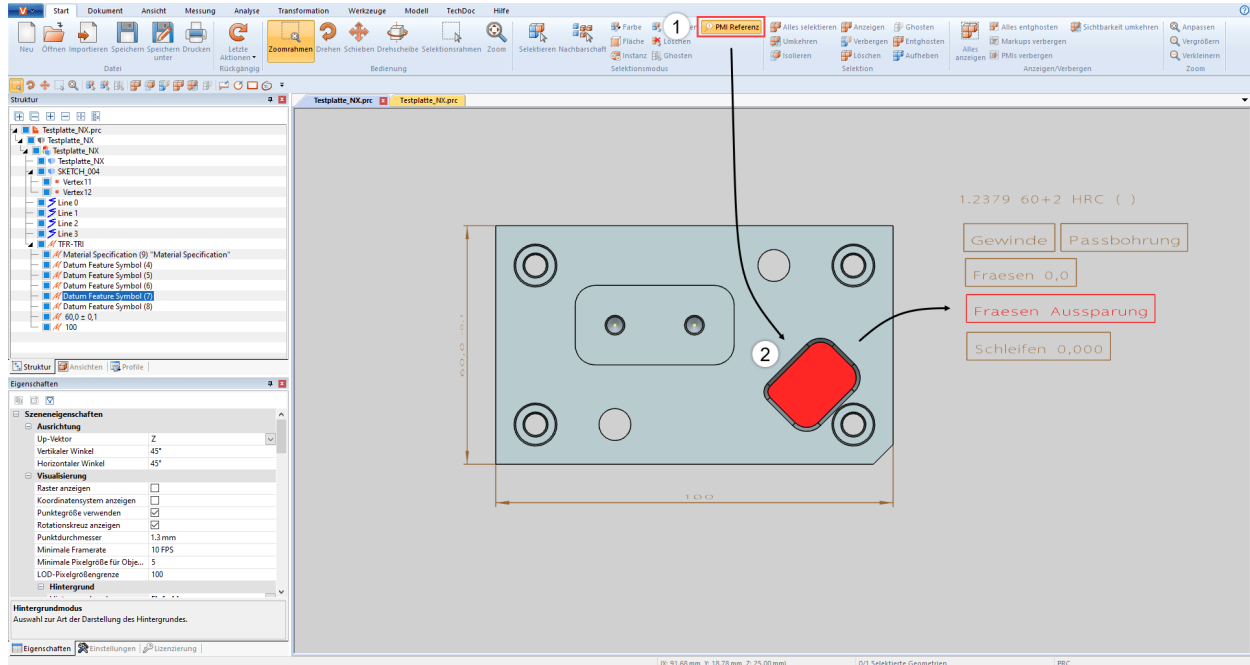 V
Start Dokument Ansicht Messung Analyse Transformation Werkzeuge Modell TechDoc Hilfe
Neu Öffnen Importieren Speichern Speichern unter Drucken
Datei
Letzte Aktionen
Rückgängig
Zoomrahmen Drehen Schieben Drehscheibe Selektionsrahmen Zoom
Bedienung
Selektieren Nachbarschaft
Farbe
Fläche Löschen
Instanz Ghosten
Selektionsmodus
1
PMI Referenz
Alles selektieren Anzeigen Ghosten
Umkehren Verbergen Entghosten
Isolieren Löschen Aufheben
Selektion
Alles anzeigen
Alles entghosten Sichtbarkeit umkehren
Markups verbergen
PMIs verbergen
Anzeigen/Verbergen
Anpassen
Vergrößern
Verkleinern
Zoom
Struktur
Testplatte_NX.prc
Testplatte_NX
Testplatte_NX
Testplatte_NX
SKETCH_004
Vertex11
Vertex12
Line 0
Line 1
Line 2
Line 3
TFR-TRI
Material Specification (9) "Material Specification"
Datum Feature Symbol (4)
Datum Feature Symbol (5)
Datum Feature Symbol (6)
Datum Feature Symbol (7)
Datum Feature Symbol (8)
60,0 ± 0,1
100
Struktur Ansichten Profile
Eigenschaften
Szeneneigenschaften
Ausrichtung
Up-Vektor Z
Vertikaler Winkel 45°
Horizontaler Winkel 45°
Visualisierung
Raster anzeigen
Koordinatensystem anzeigen
Punktegröße verwenden
Rotationskreuz anzeigen
Punktdurchmesser 1.3 mm
Minimale Framerate 10 FPS
Minimale Pixelgröße für Obje... 5
LOD-Pixelgrößengrenze 100
Hintergrund
Hintergrundmodus
Auswahl zur Art der Darstellung des Hintergrundes.
Eigenschaften Einstellungen Lizenzierung
Testplatte_NX.prc Testplatte_NX.prc
1.2379 60+2 HRC ( )
Gewinde Passbohrung
Fraesen 0,0
Fraesen Aussparung
Schleifen 0,000
2
100
(X: 91.68 mm, Y: 18.78 mm, Z: 25.00 mm) 0/1 Selektierte Geometrien PRC